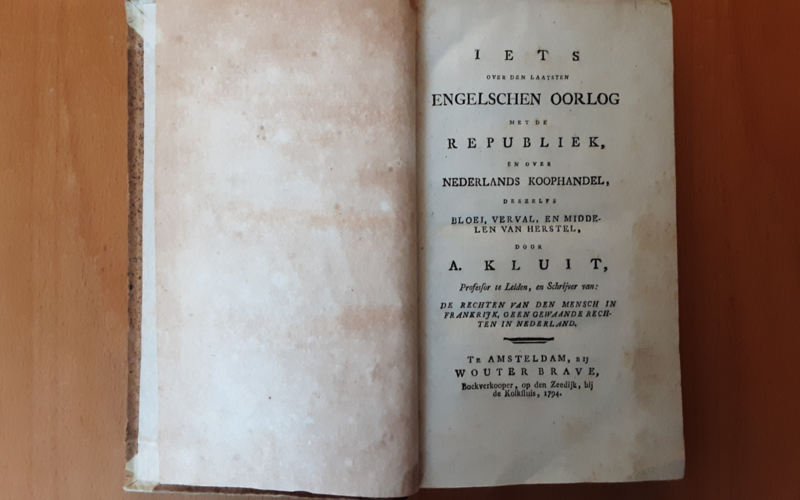 IETS
OVER DEN LAATSTEN
ENGELSCHEN OORLOG
MET DE
REPUBLIEK,
EN OVER
NEDERLANDS KOOPHANDEL,
DESZELFS
BLOEI, VERVAL, EN MIDDE-
LEN VAN HERSTEL,
DOOR
A. KLUIT,
Professor te Leiden, en Schrijver van:
DE RECHTEN VAN DEN MENSCH IN
FRANKRIJK, GEEN GEWAANDE RECH-
TEN IN NEDERLAND.
Te AMSTELDAM, bij
WOUTER BRAVE,
Boekverkooper, op den Zeedijk, bij
de Kolksluis, 1794.